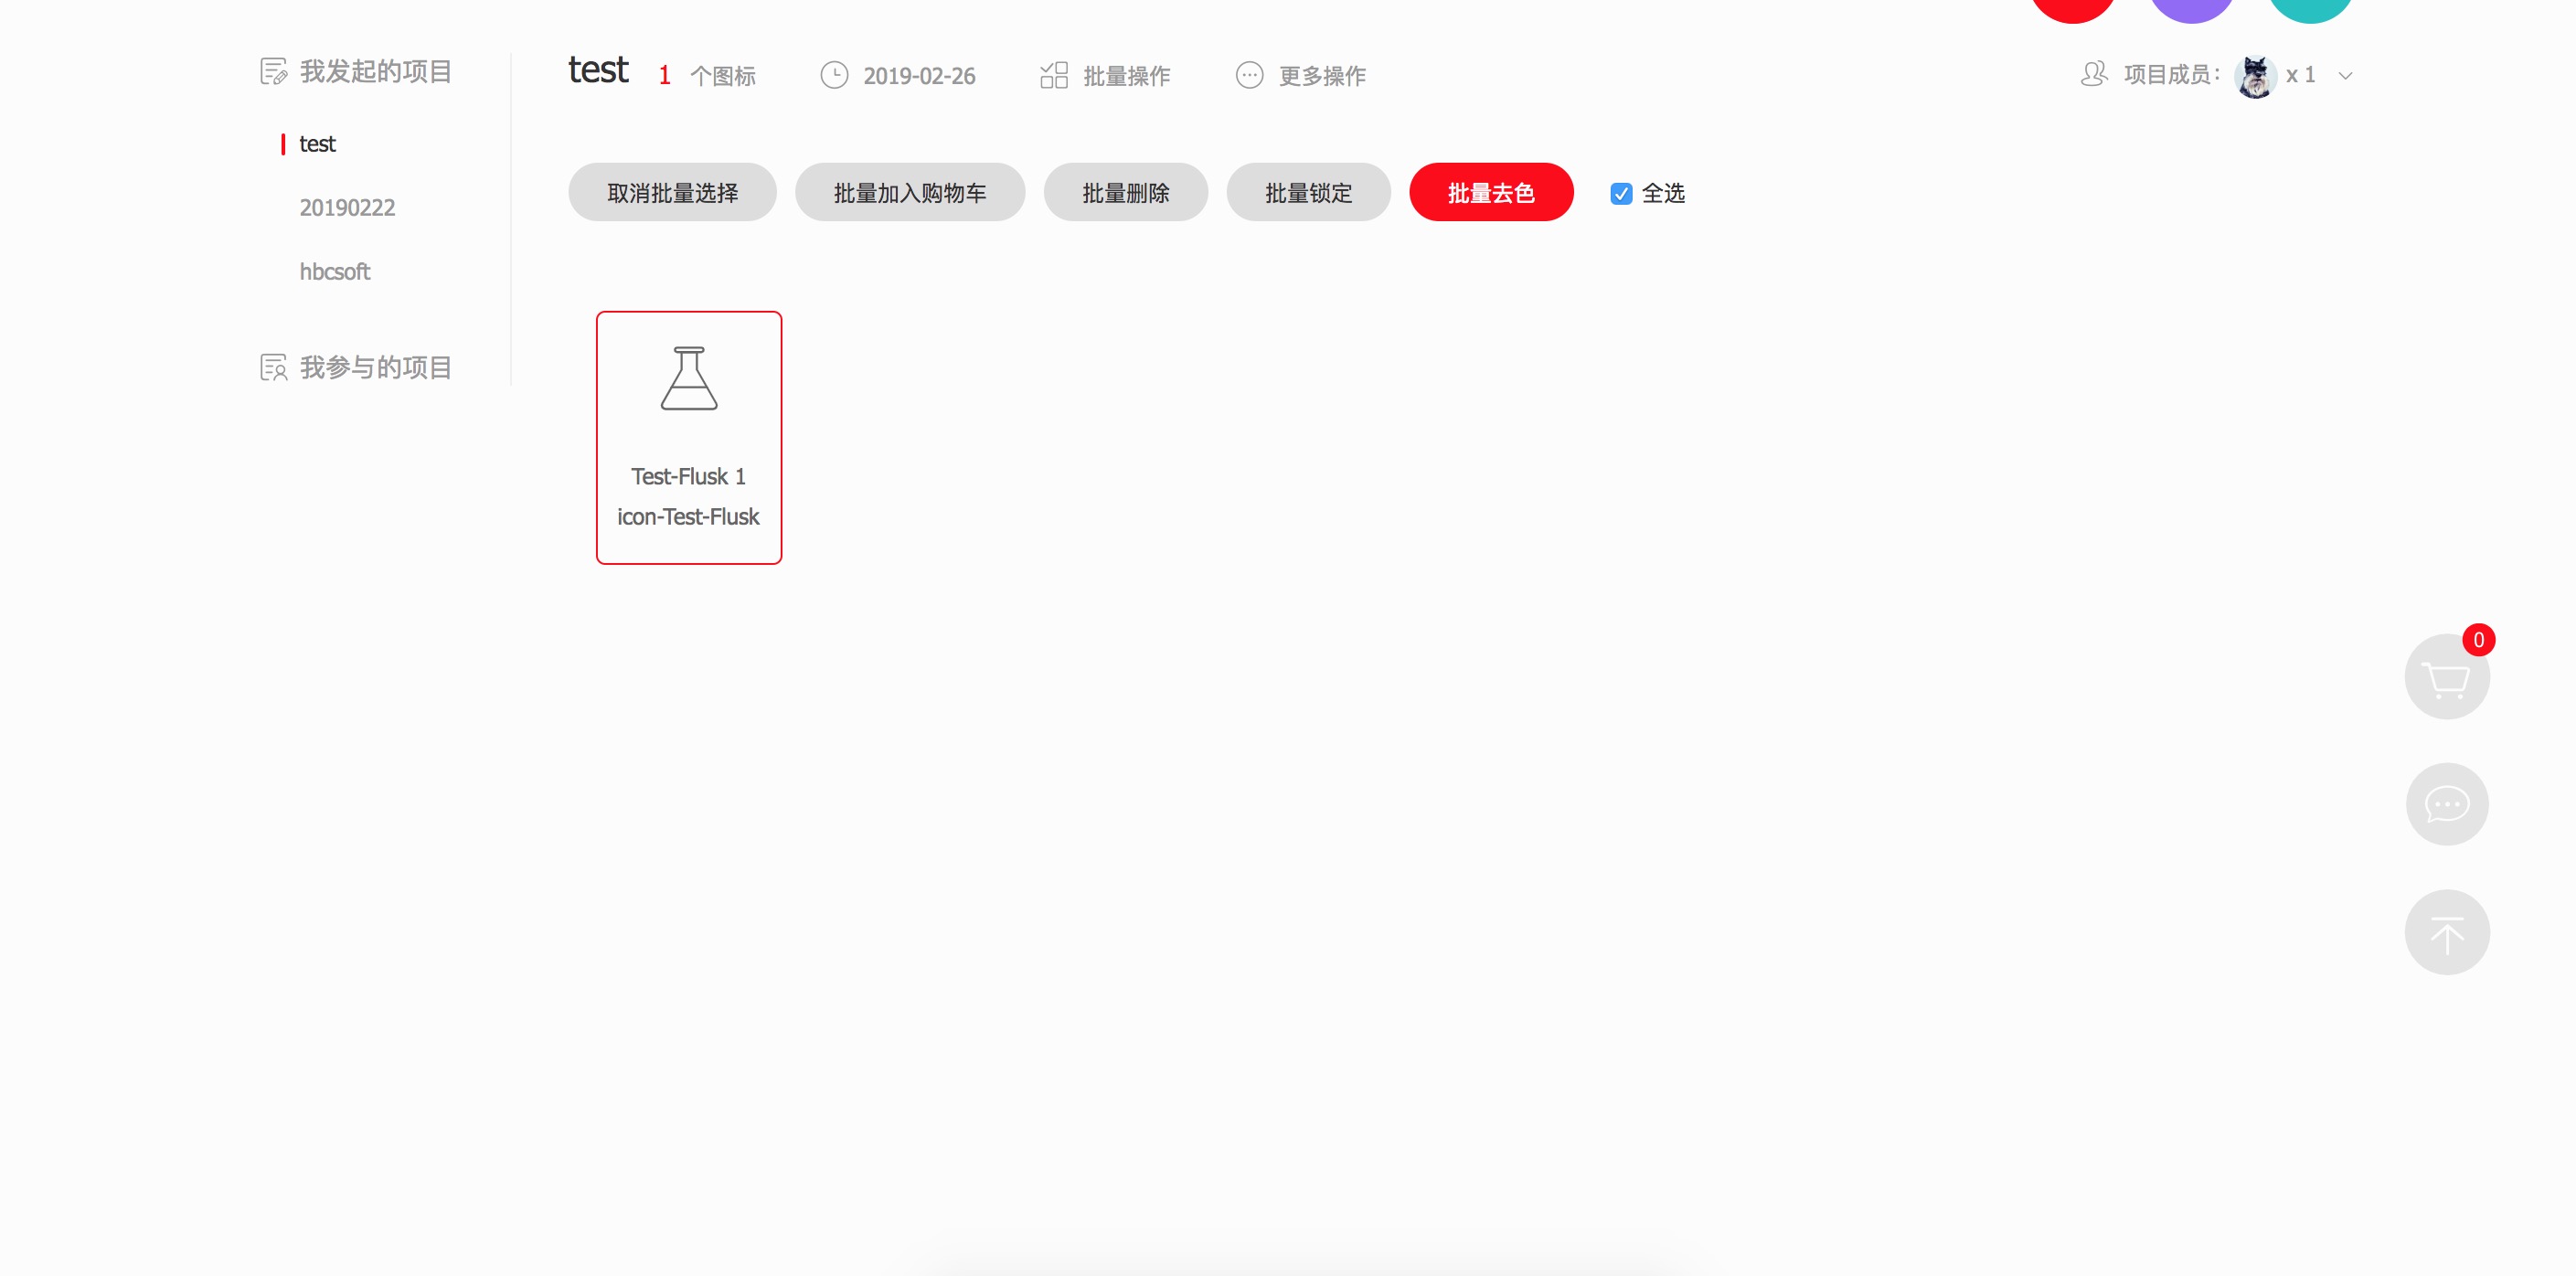 我发起的项目
test
20190222
hbcsoft
我参与的项目
test 1 个图标 2019-02-26 批量操作 更多操作
项目成员： x 1
取消批量选择 批量加入购物车 批量删除 批量锁定 批量去色 全选
Test-Flusk 1
icon-Test-Flusk
0